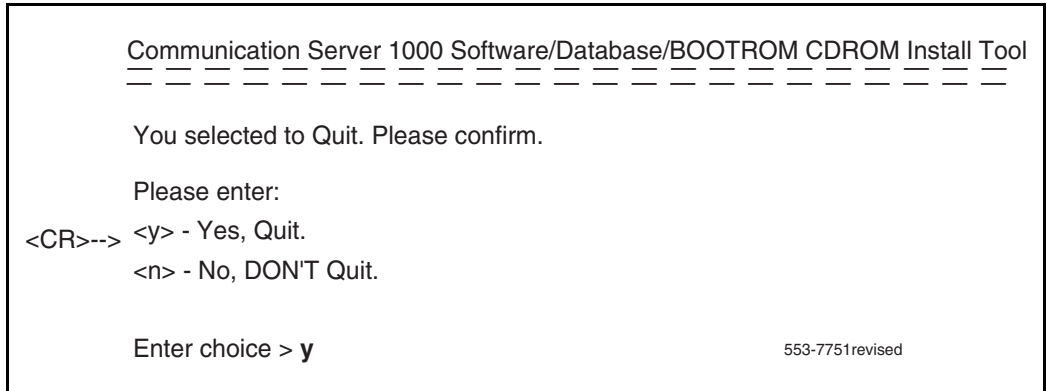 Communication Server 1000 Software/Database/BOOTROM CDROM Install Tool
You selected to Quit. Please confirm.
Please enter:
<CR>--> <y> - Yes, Quit.
<n> - No, DON'T Quit.
Enter choice > y
553-7751revised